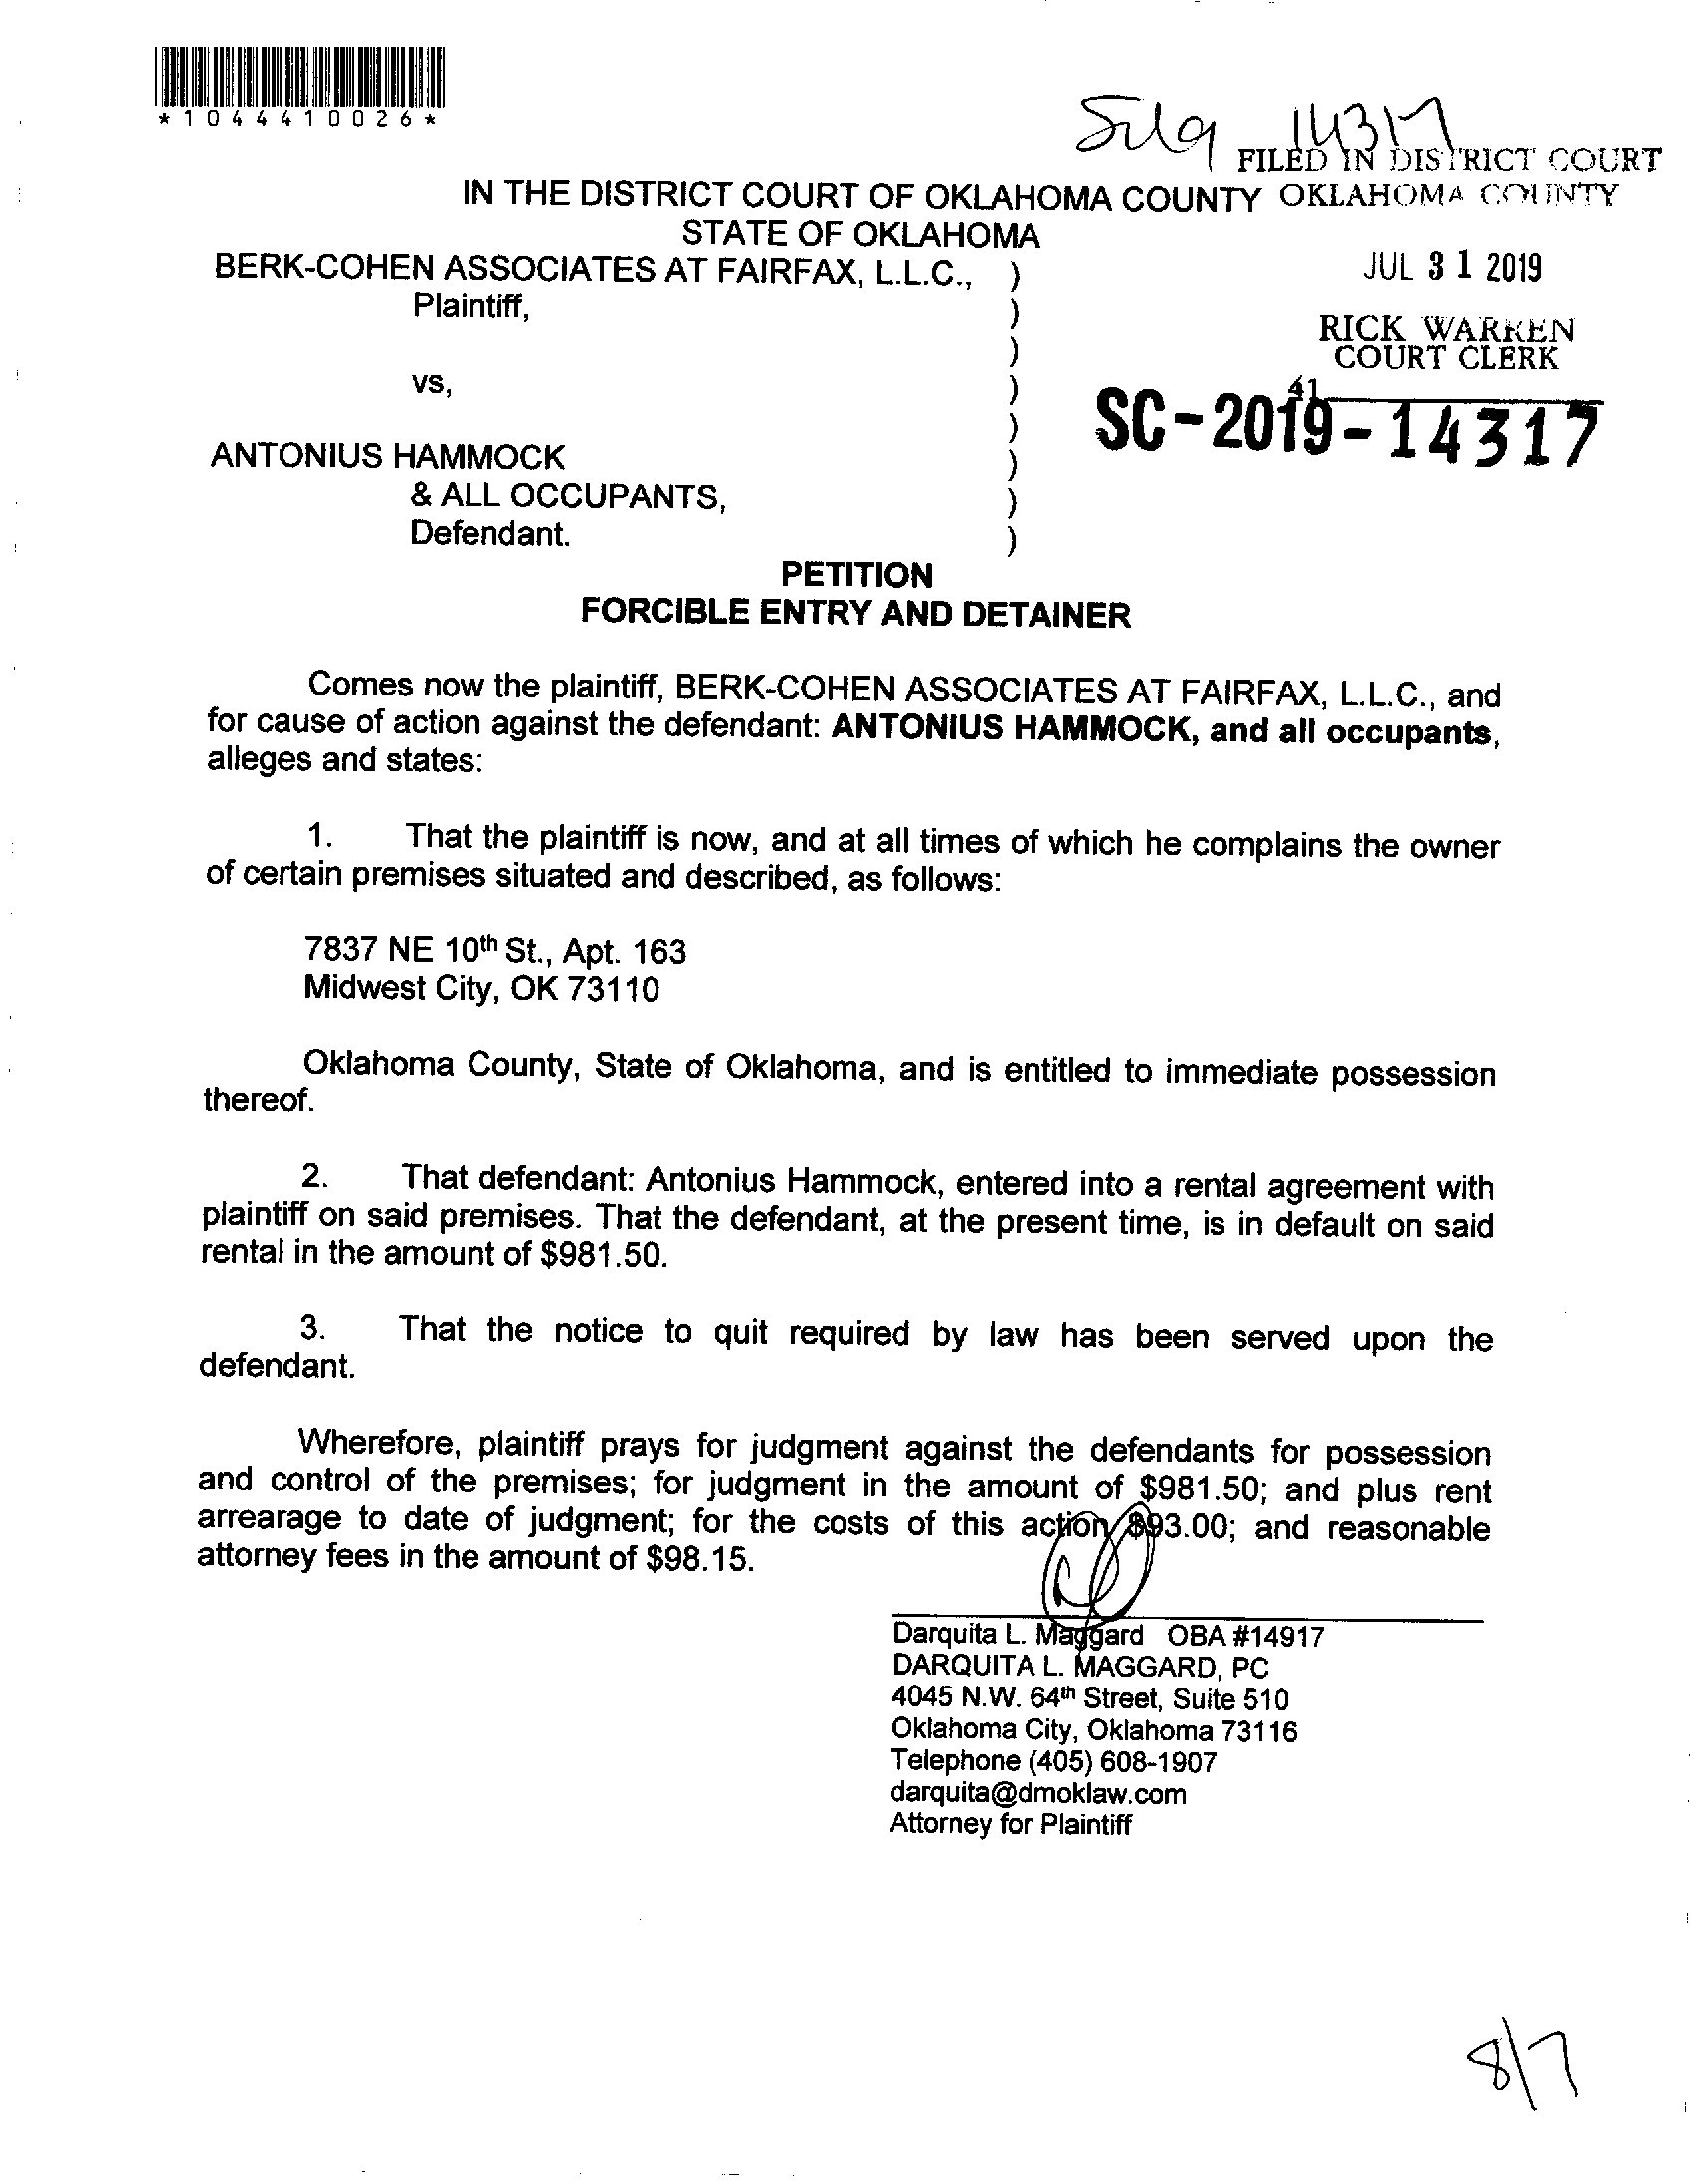 *1044410026*
14317
FILED IN DISTRICT COURT
IN THE DISTRICT COURT OF OKLAHOMA COUNTY OKLAHOMA COUNTY
STATE OF OKLAHOMA
BERK-COHEN ASSOCIATES AT FAIRFAX, L.L.C., )
JUL 31 2019
Plaintiff, )
RICK WARREN
)
COURT CLERK
vs, )
41
)
SC-2019-14317
ANTONIUS HAMMOCK )
& ALL OCCUPANTS, )
Defendant. )
PETITION
FORCIBLE ENTRY AND DETAINER
Comes now the plaintiff, BERK-COHEN ASSOCIATES AT FAIRFAX, L.L.C., and
for cause of action against the defendant: ANTONIUS HAMMOCK, and all occupants,
alleges and states:
1. That the plaintiff is now, and at all times of which he complains the owner
of certain premises situated and described, as follows:
7837 NE 10th St., Apt. 163
Midwest City, OK 73110
Oklahoma County, State of Oklahoma, and is entitled to immediate possession
thereof.
2. That defendant: Antonius Hammock, entered into a rental agreement with
plaintiff on said premises. That the defendant, at the present time, is in default on said
rental in the amount of $981.50.
3. That the notice to quit required by law has been served upon the
defendant.
Wherefore, plaintiff prays for judgment against the defendants for possession
and control of the premises; for judgment in the amount of $981.50; and plus rent
arrearage to date of judgment; for the costs of this action $93.00; and reasonable
attorney fees in the amount of $98.15.
Darquita L. Maggard OBA #14917
DARQUITA L. MAGGARD, PC
4045 N.W. 64th Street, Suite 510
Oklahoma City, Oklahoma 73116
Telephone (405) 608-1907
darquita@dmoklaw.com
Attorney for Plaintiff
8/7